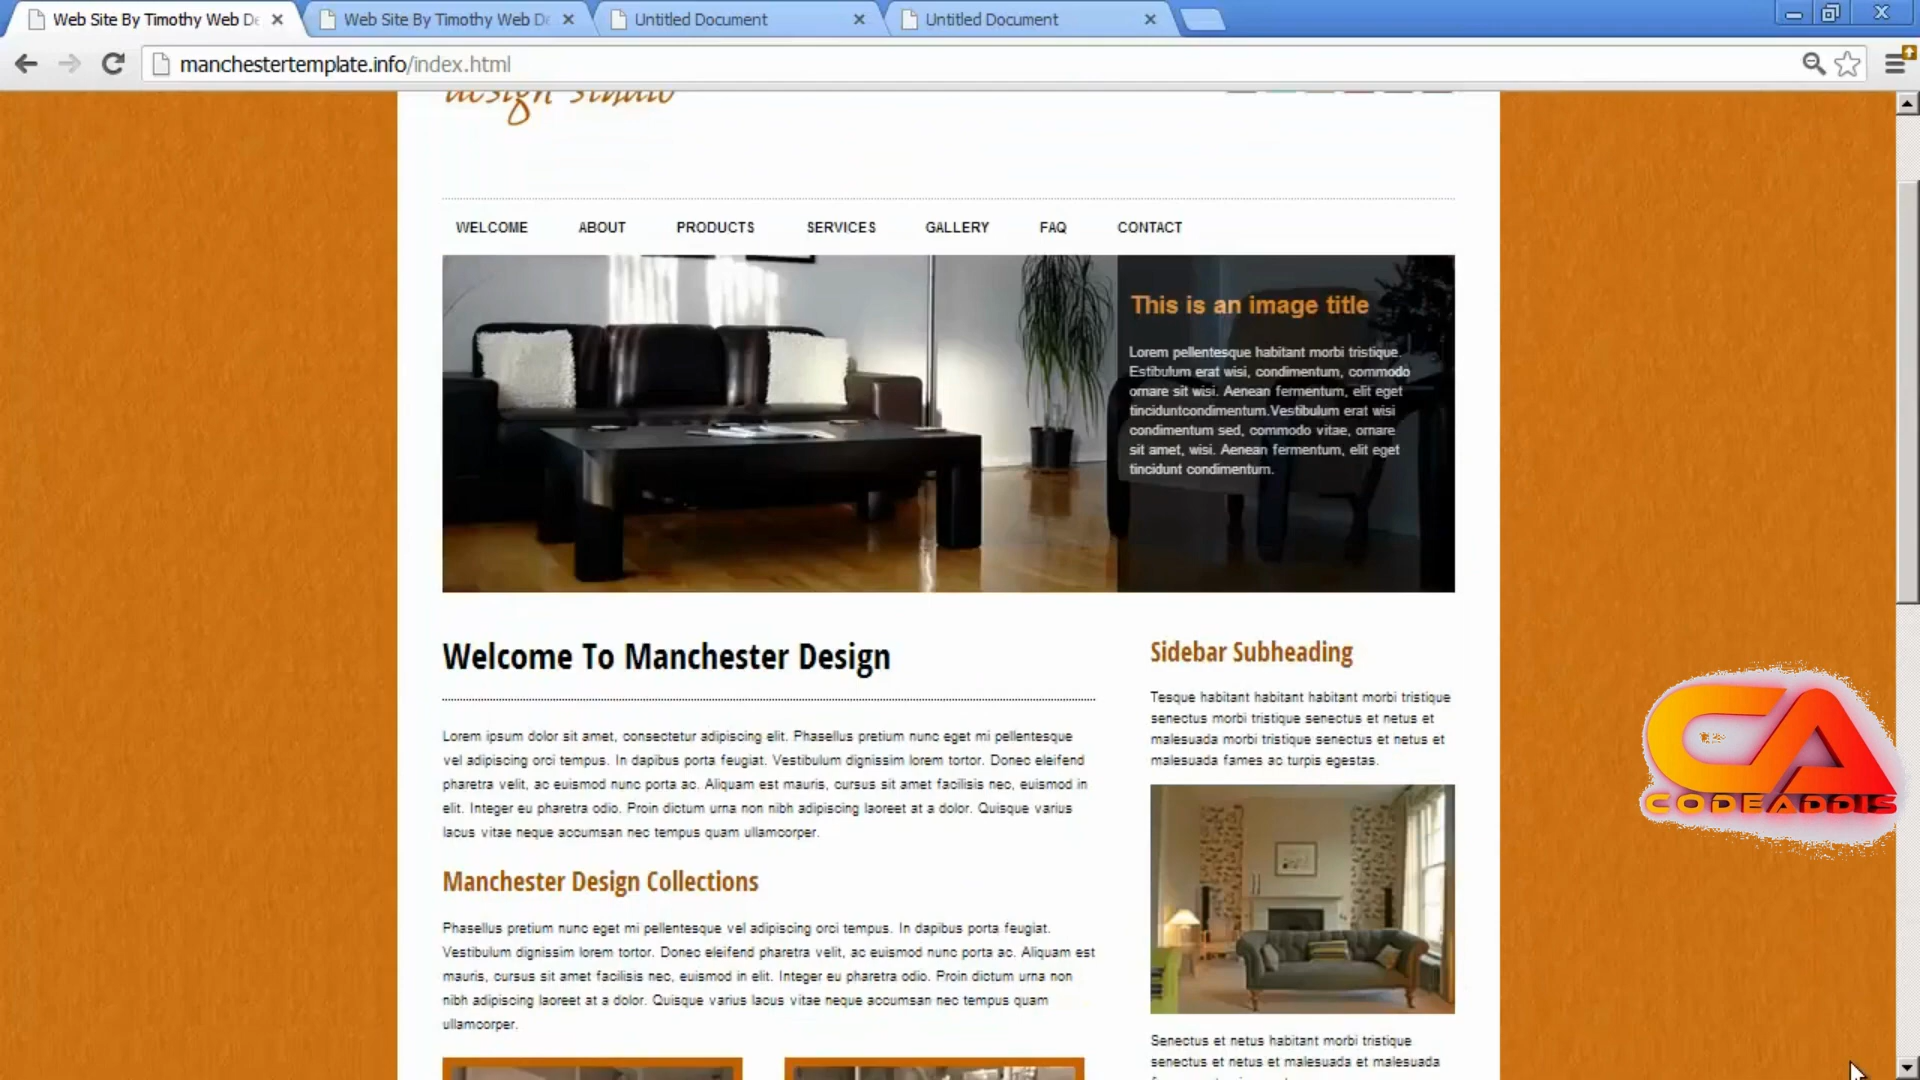 Web Site By Timothy Web De
Web Site By Timothy Web De
Untitled Document
Untitled Document
manchestertemplate.info/index.html
design studio
WELCOME ABOUT PRODUCTS SERVICES GALLERY FAQ CONTACT
This is an image title
Lorem pellentesque habitant morbi tristique.
Estibulum erat wisi, condimentum, commodo
ornare sit wisi. Aenean fermentum, elit eget
tinciduntcondimentum.Vestibulum erat wisi
condimentum sed, commodo vitae, ornare
sit amet, wisi. Aenean fermentum, elit eget
tincidunt condimentum.
Welcome To Manchester Design
Lorem ipsum dolor sit amet, consectetur adipiscing elit. Phasellus pretium nunc eget mi pellentesque
vel adipiscing orci tempus. In dapibus porta feugiat. Vestibulum dignissim lorem tortor. Donec eleifend
pharetra velit, ac euismod nunc porta ac. Aliquam est mauris, cursus sit amet facilisis nec, euismod in
elit. Integer eu pharetra odio. Proin dictum urna non nibh adipiscing laoreet at a dolor. Quisque varius
lacus vitae neque accumsan nec tempus quam ullamcorper.
Manchester Design Collections
Phasellus pretium nunc eget mi pellentesque vel adipiscing orci tempus. In dapibus porta feugiat.
Vestibulum dignissim lorem tortor. Donec eleifend pharetra velit, ac euismod nunc porta ac. Aliquam est
mauris, cursus sit amet facilisis nec, euismod in elit. Integer eu pharetra odio. Proin dictum urna non
nibh adipiscing laoreet at a dolor. Quisque varius lacus vitae neque accumsan nec tempus quam
ullamcorper.
Sidebar Subheading
Tesque habitant habitant habitant morbi tristique
senectus morbi tristique senectus et netus et
malesuada morbi tristique senectus et netus et
malesuada fames ac turpis egestas.
Senectus et netus habitant morbi tristique
senectus et netus et malesuada et malesuada
CA
CODEADDIS